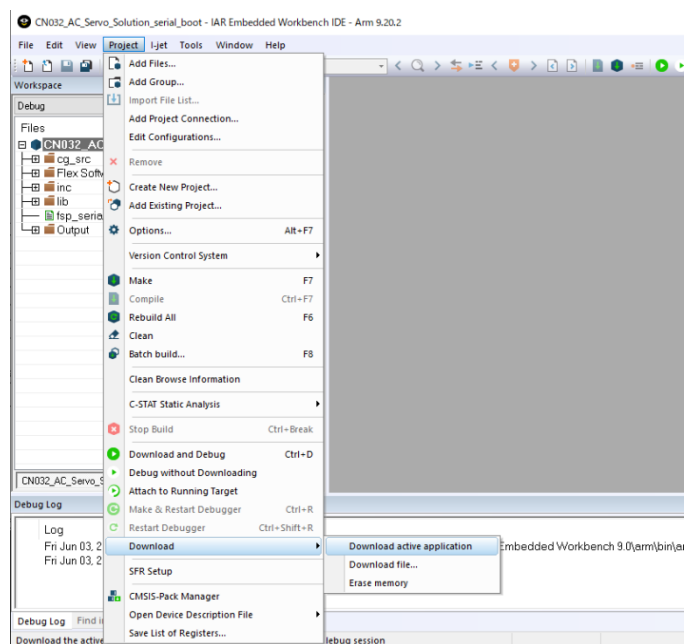 CN032_AC_Servo_Solution_serial_boot - IAR Embedded Workbench IDE - Arm 9.20.2
File Edit View Project I-jet Tools Window Help
Workspace
Debug
Files
CN032_AC
cg_src
Flex Softw
inc
lib
fsp_seria
Output
CN032_AC_Servo_S
Add Files...
Add Group...
Import File List...
Add Project Connection...
Edit Configurations...
Remove
Create New Project...
Add Existing Project...
Options... Alt+F7
Version Control System
Make F7
Compile Ctrl+F7
Rebuild All F6
Clean
Batch build... F8
Clean Browse Information
C-STAT Static Analysis
Stop Build Ctrl+Break
Download and Debug Ctrl+D
Debug without Downloading
Attach to Running Target
Make & Restart Debugger Ctrl+R
Restart Debugger Ctrl+Shift+R
Download
SFR Setup
CMSIS-Pack Manager
Open Device Description File
Save List of Registers...
Download active application
Download file...
Erase memory
Debug Log
Log
Fri Jun 03, 2
Embedded Workbench 9.0\arm\bin\ar
Fri Jun 03, 2
Debug Log Find i
Download the active
debug session